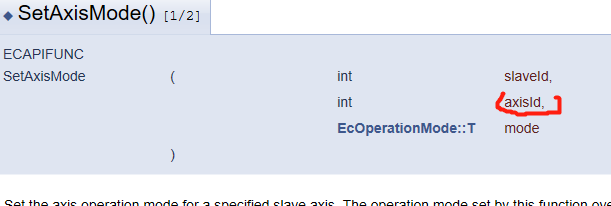 ◆ SetAxisMode() [1/2]
ECAPIFUNC
SetAxisMode ( int slaveId,
int axisId,
EcOperationMode::T mode
)
Set the axis operation mode for a specified slave axis. The operation mode set by this function ove